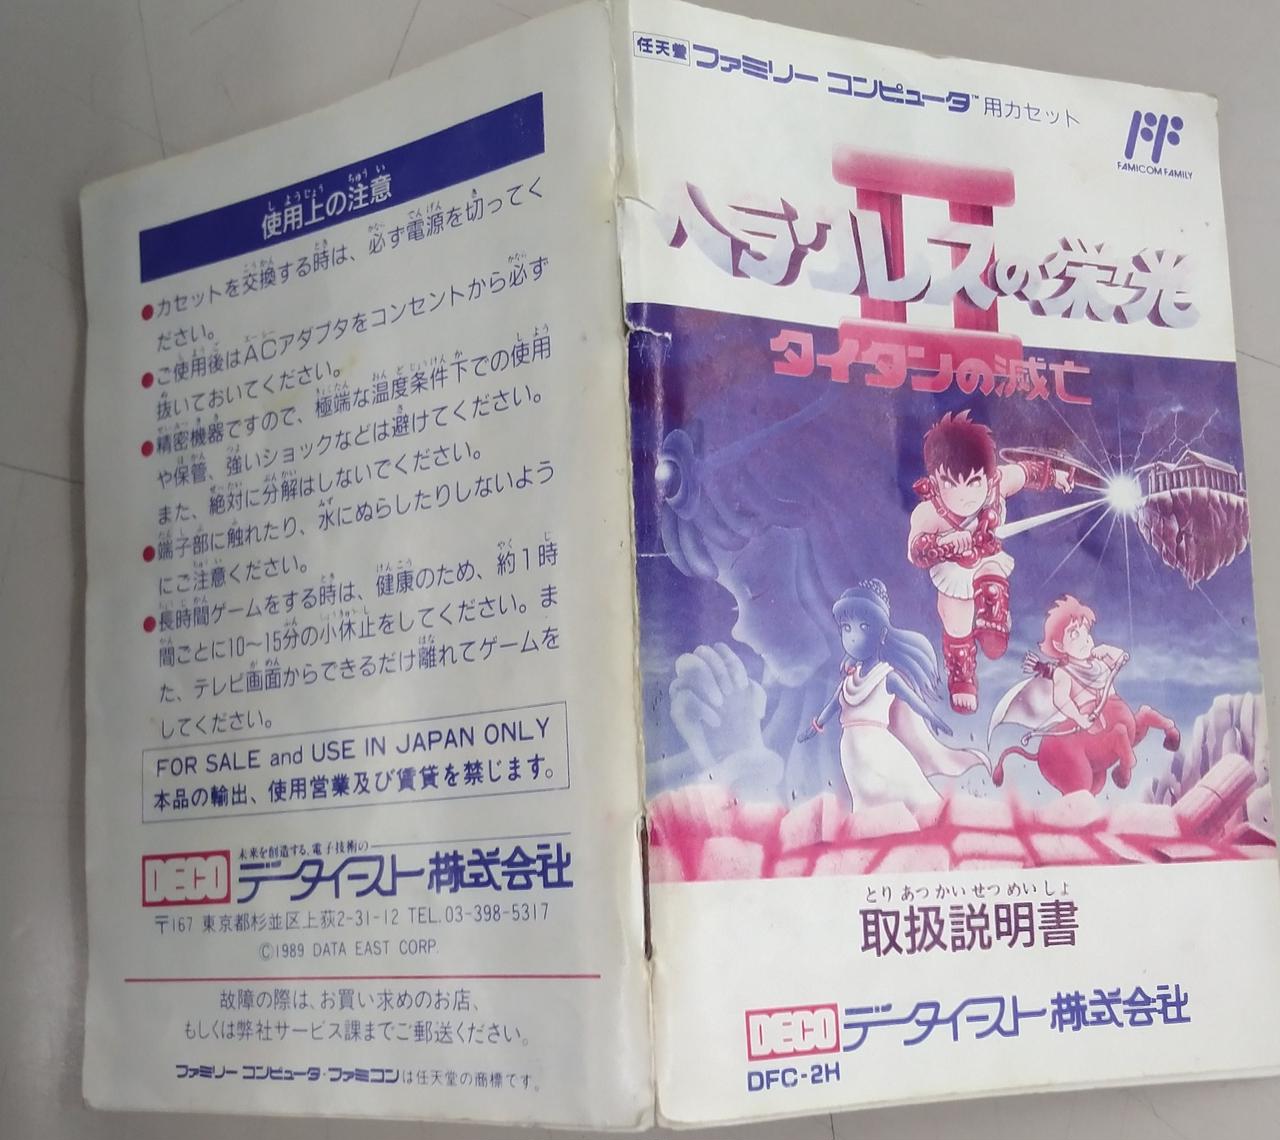 使用上の注意
●カセットを交換する時は、必ず電源を切ってく
ださい。
●ご使用後はACアダプタをコンセントから必ず
抜いておいてください。
●精密機器ですので、極端な温度条件下での使用
や保管、強いショックなどは避けてください。
また、絶対に分解はしないでください。
●端子部に触れたり、水にぬらしたりしないよう
にご注意ください。
●長時間ゲームをする時は、健康のため、約1時
間ごとに10〜15分の小休止をしてください。ま
た、テレビ画面からできるだけ離れてゲームを
してください。
FOR SALE and USE IN JAPAN ONLY
本品の輸出、使用営業及び賃貸を禁じます。
未来を創造する、電子技術の
DECO データイースト株式会社
〒167 東京都杉並区上荻2-31-12 TEL.03-398-5317
©1989 DATA EAST CORP.
故障の際は、お買い求めのお店、
もしくは弊社サービス課までご郵送ください。
ファミリーコンピュータ・ファミコンは任天堂の商標です。
任天堂 ファミリーコンピュータ™用カセット
FF
FAMICOM FAMILY
II
ヘラクレスの栄光
タイタンの滅亡
とりあつかいせつめいしょ
取扱説明書
DECO データイースト株式会社
DFC-2H